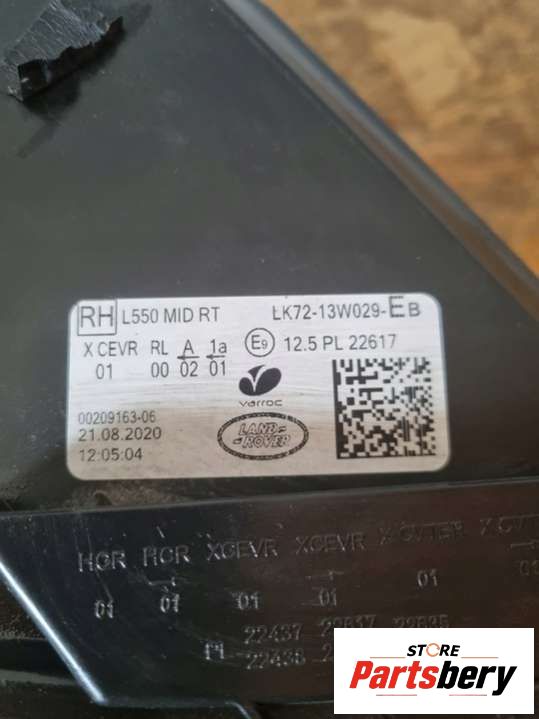 RH L550 MID RT LK72-13W029-EB
X CEVR RL A 1a E9 12.5 PL 22617
01 00 02 01
varroc
00209163-06
21.08.2020
12:05:04
LAND
ROVER
HCR HCR XCEVR XCEVR X CVTER
01 01 01 01 01
22437 22617
PL 22438
STORE
Partsbery